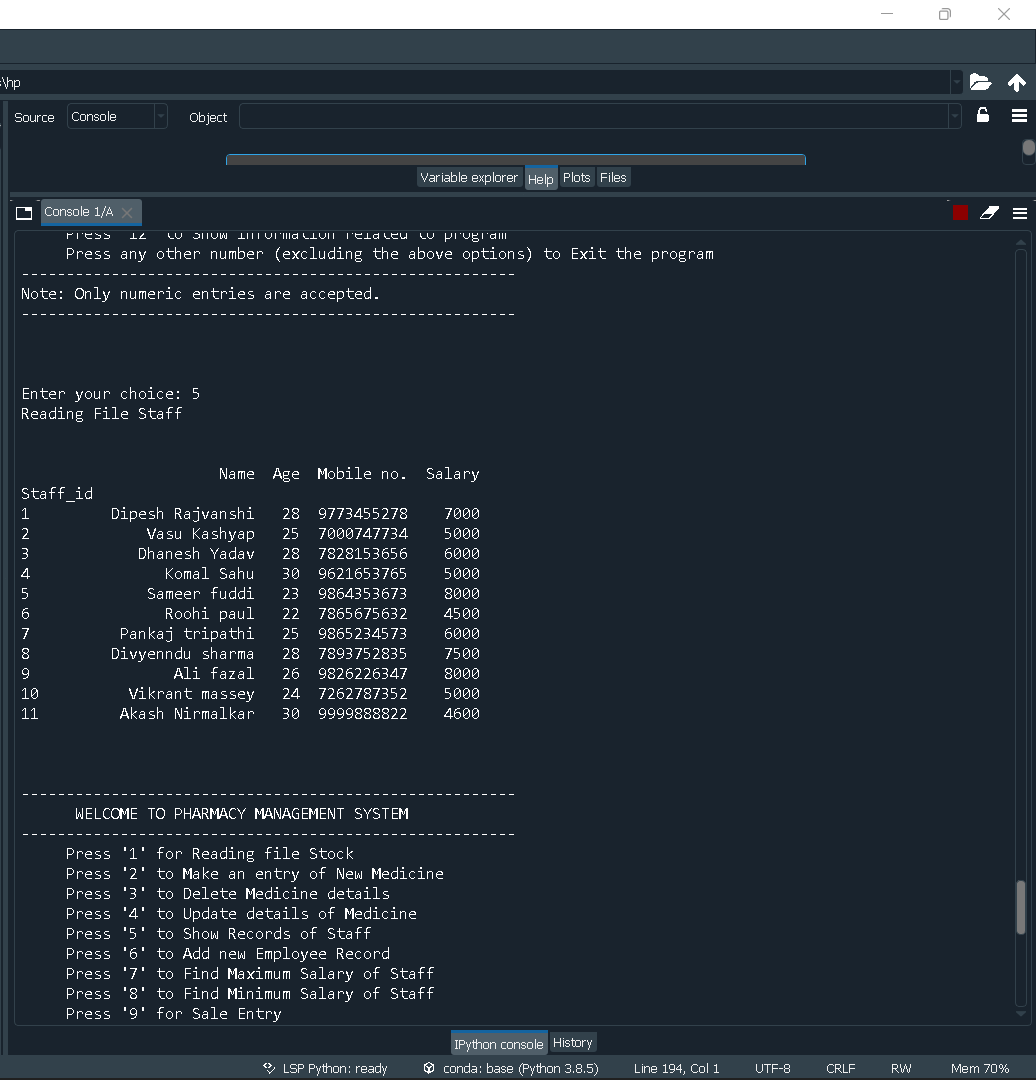 \hp
Source Console Object
Variable explorer Help Plots Files
Console 1/A
Press '12' to Show information related to program
Press any other number (excluding the above options) to Exit the program
-------------------------------------------------------
Note: Only numeric entries are accepted.
-------------------------------------------------------
Enter your choice: 5
Reading File Staff
Name Age Mobile no. Salary
Staff_id
1 Dipesh Rajvanshi 28 9773455278 7000
2 Vasu Kashyap 25 7000747734 5000
3 Dhanesh Yadav 28 7828153656 6000
4 Komal Sahu 30 9621653765 5000
5 Sameer fuddi 23 9864353673 8000
6 Roohi paul 22 7865675632 4500
7 Pankaj tripathi 25 9865234573 6000
8 Divyenndu sharma 28 7893752835 7500
9 Ali fazal 26 9826226347 8000
10 Vikrant massey 24 7262787352 5000
11 Akash Nirmalkar 30 9999888822 4600
-------------------------------------------------------
WELCOME TO PHARMACY MANAGEMENT SYSTEM
-------------------------------------------------------
Press '1' for Reading file Stock
Press '2' to Make an entry of New Medicine
Press '3' to Delete Medicine details
Press '4' to Update details of Medicine
Press '5' to Show Records of Staff
Press '6' to Add new Employee Record
Press '7' to Find Maximum Salary of Staff
Press '8' to Find Minimum Salary of Staff
Press '9' for Sale Entry
IPython console History
LSP Python: ready conda: base (Python 3.8.5) Line 194, Col 1 UTF-8 CRLF RW Mem 70%